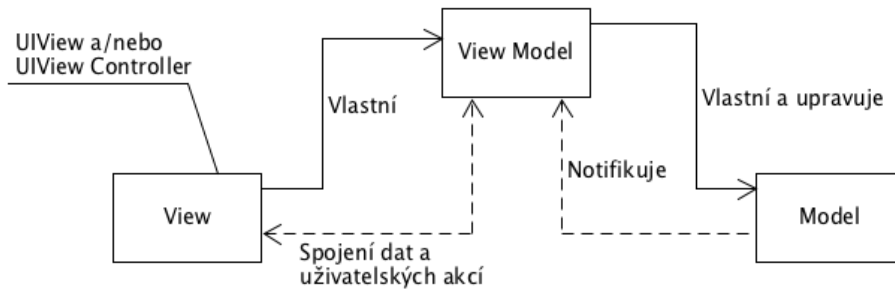 UIView a/nebo
UIView Controller
View Model
Vlastní
Vlastní a upravuje
Notifikuje
View
Model
Spojení dat a
uživatelských akcí